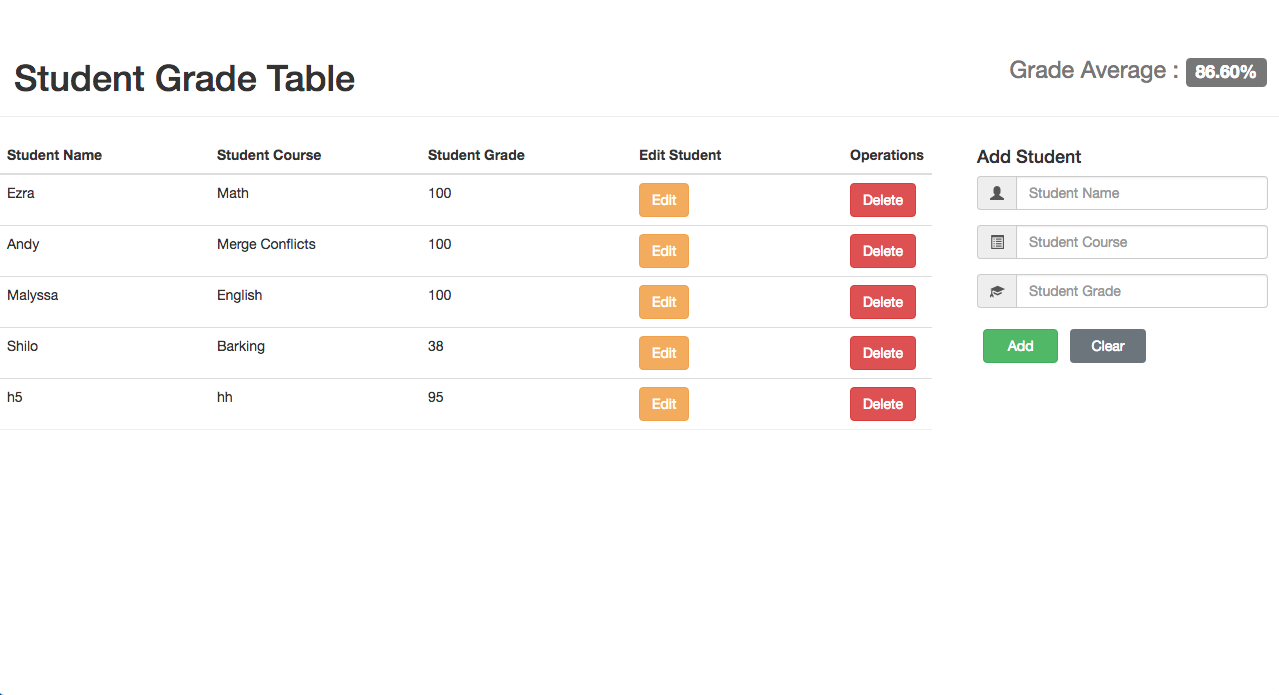 Student Grade Table
Grade Average : 86.60%
Student Name Student Course Student Grade Edit Student Operations
Ezra Math 100 Edit Delete
Andy Merge Conflicts 100 Edit Delete
Malyssa English 100 Edit Delete
Shilo Barking 38 Edit Delete
h5 hh 95 Edit Delete
Add Student
Student Name
Student Course
Student Grade
Add Clear